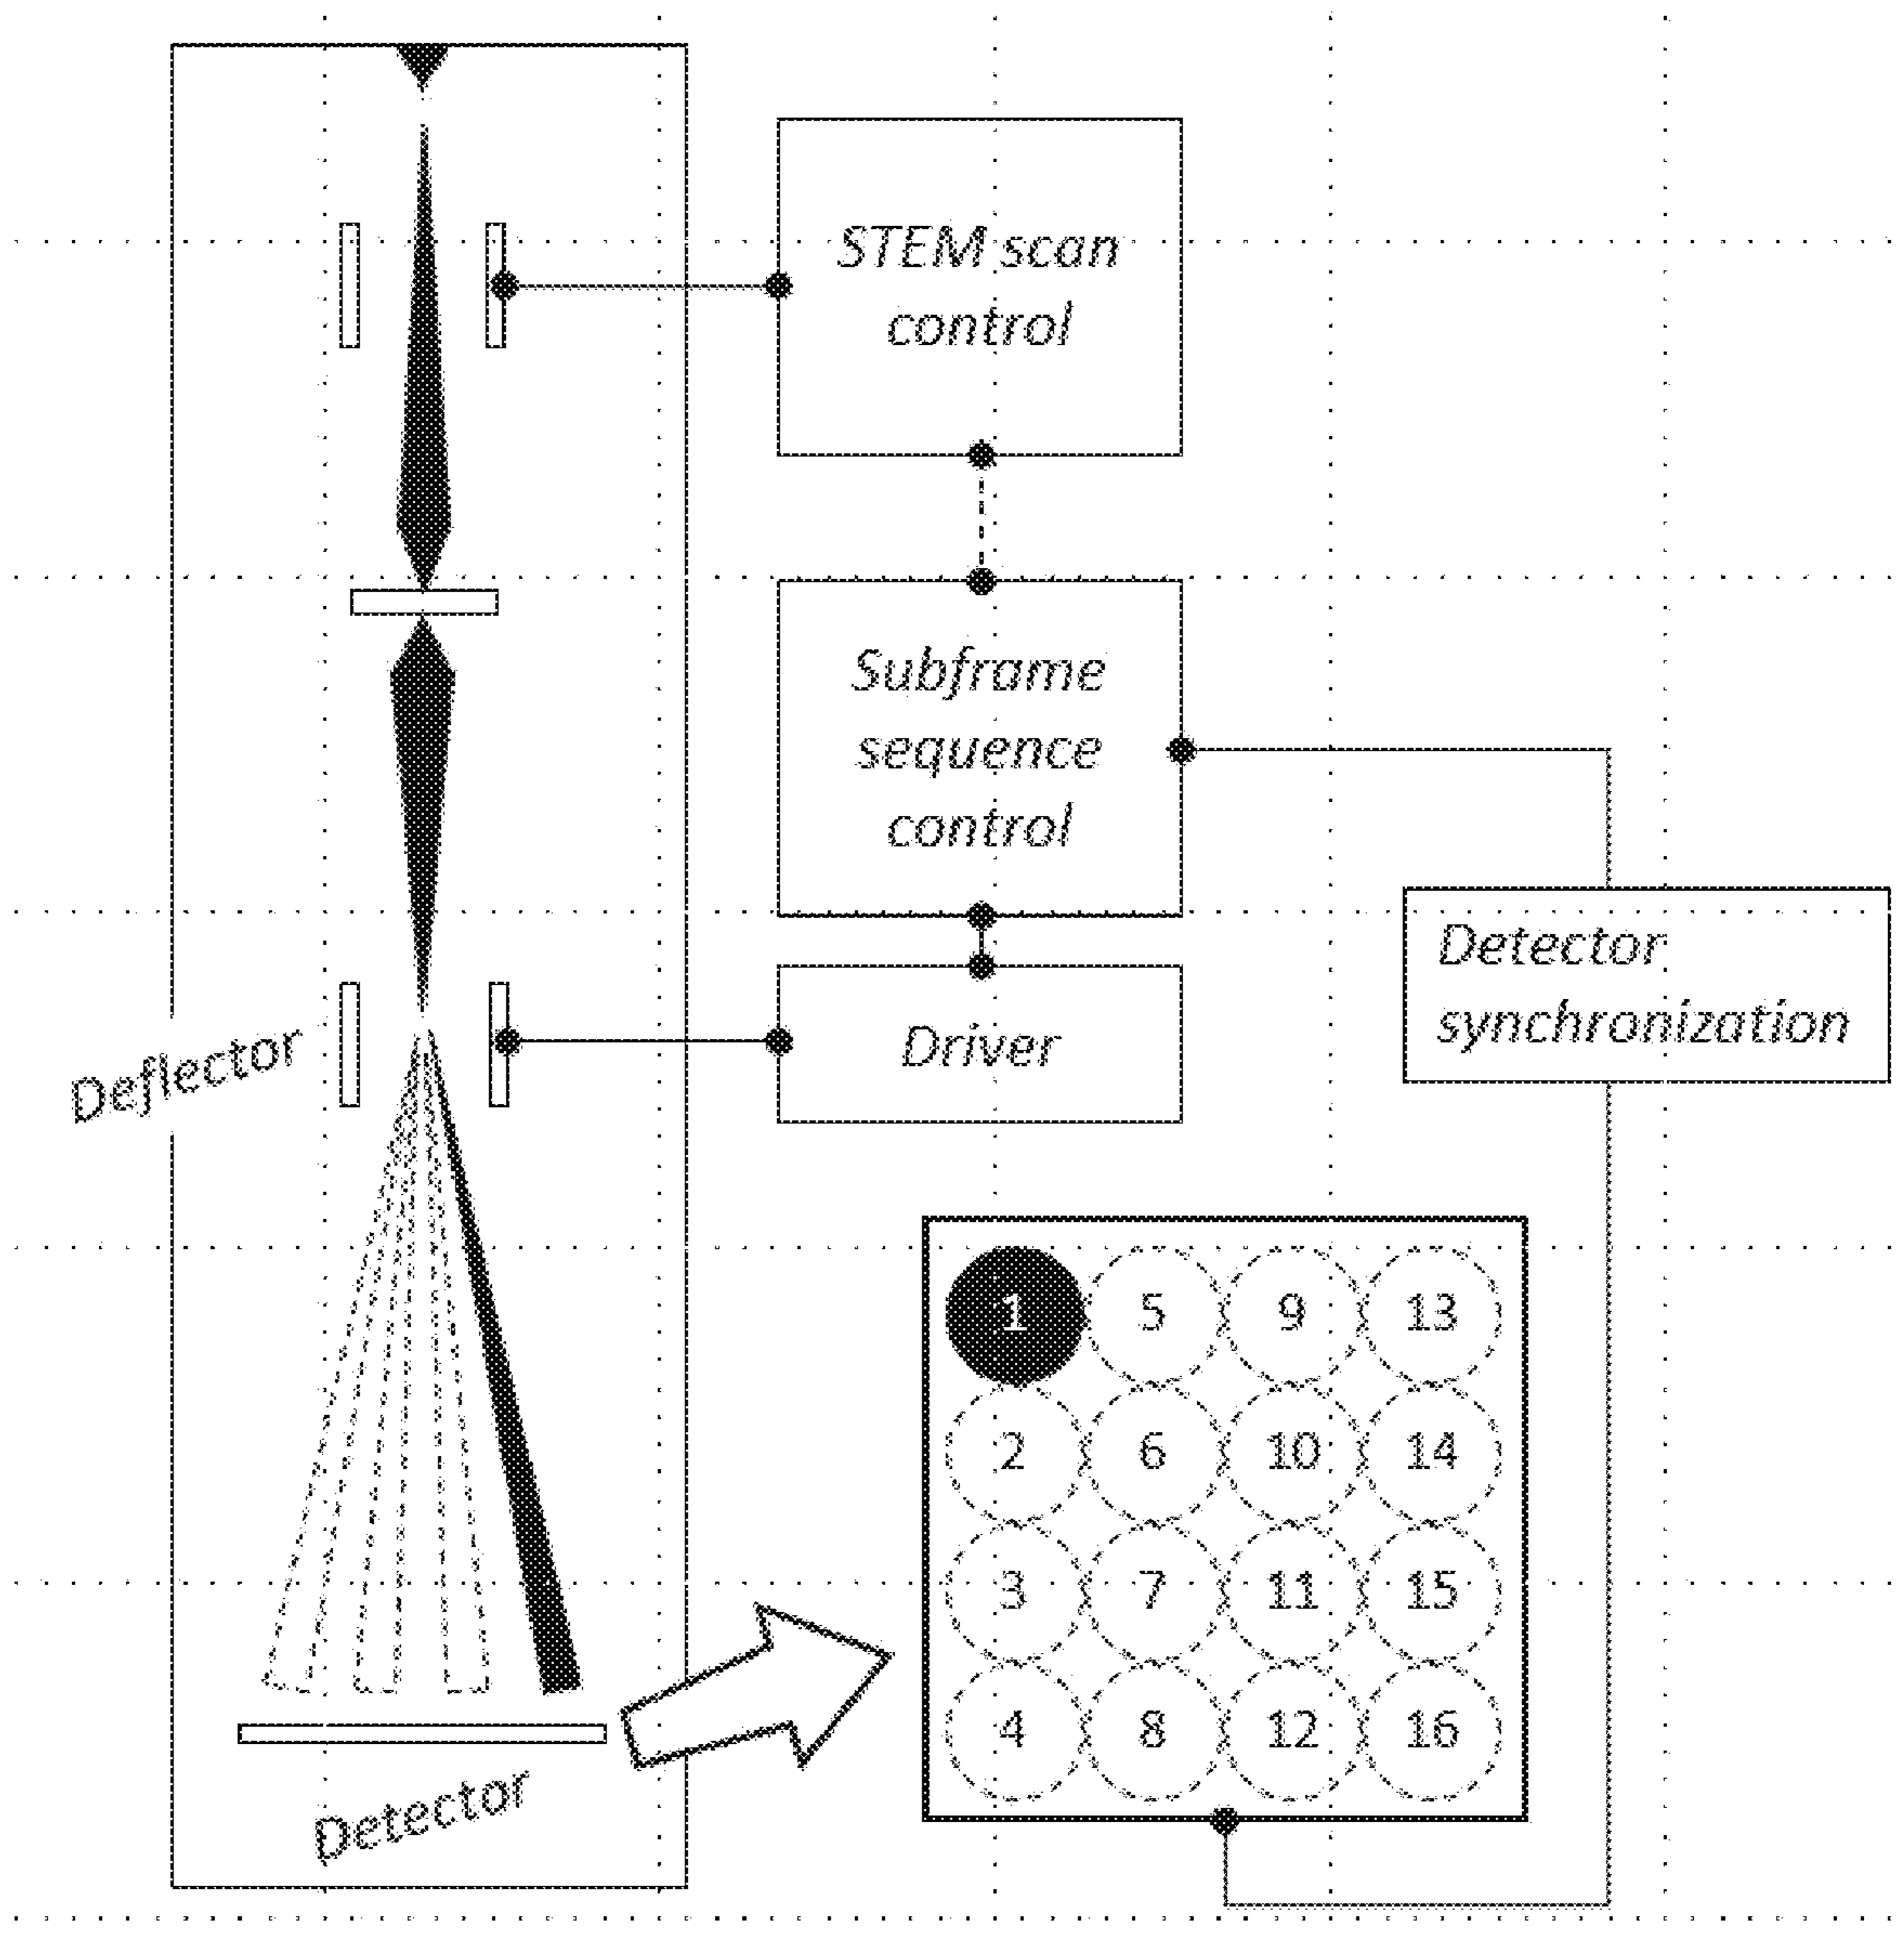 STEM scan
control
Subframe
sequence
control
Detector
synchronization
Deflector
Driver
1 5 9 13
2 6 10 14
3 7 11 15
4 8 12 16
Detector